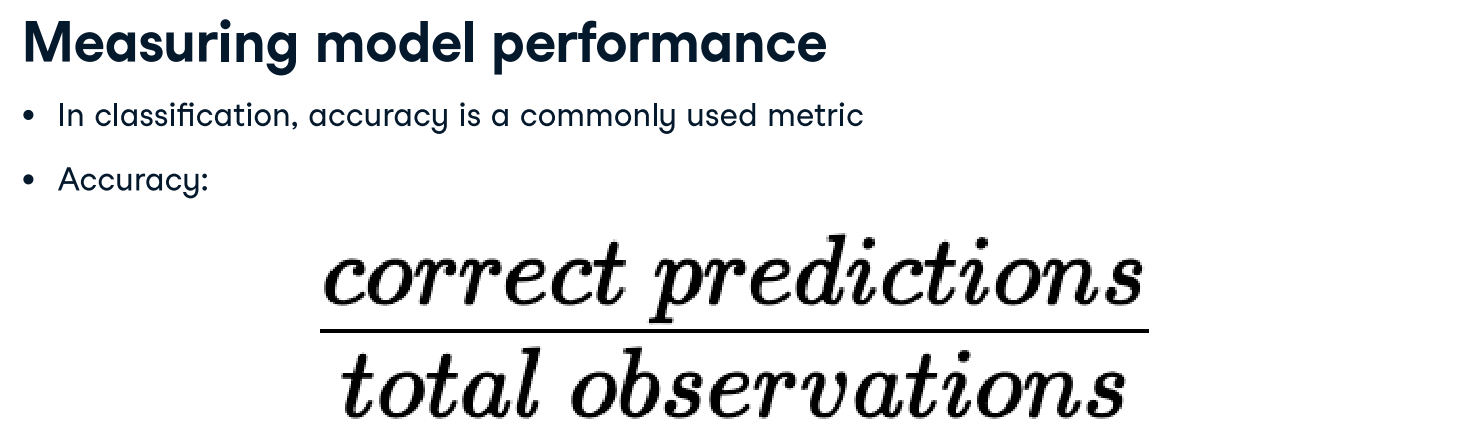 Measuring model performance
• In classification, accuracy is a commonly used metric
• Accuracy:
correct predictions
total observations